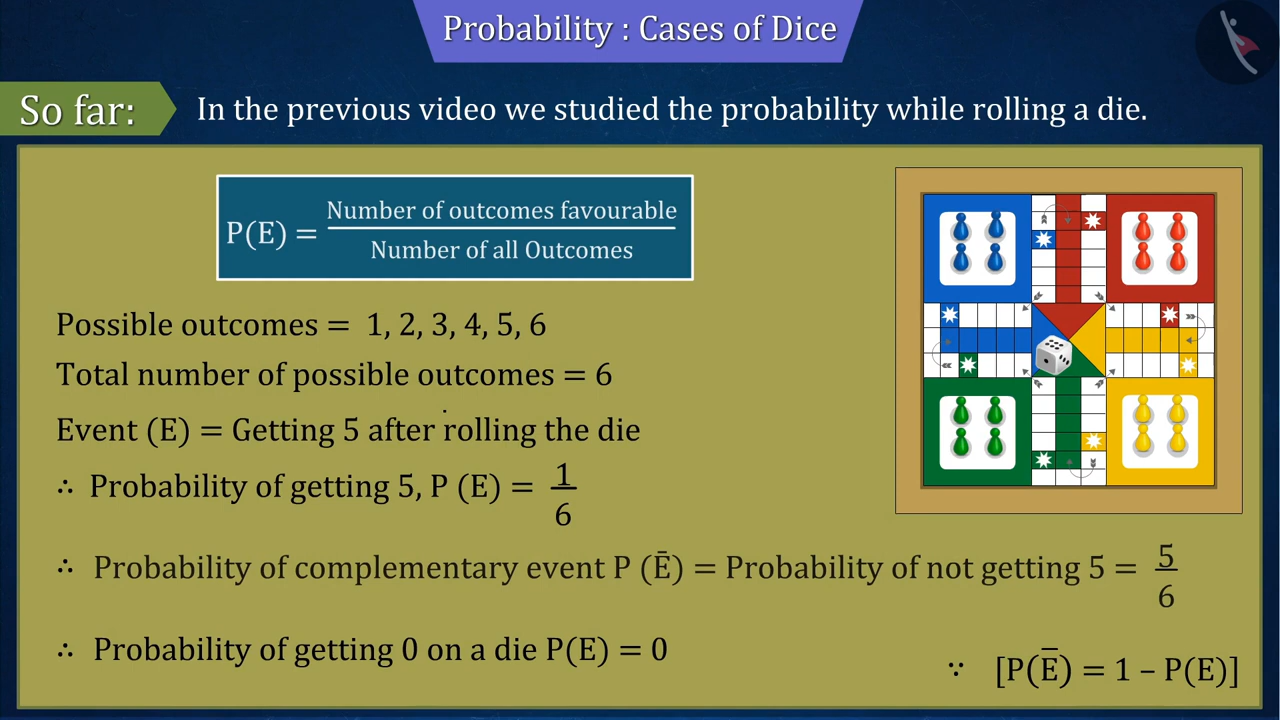 Probability : Cases of Dice
So far:
In the previous video we studied the probability while rolling a die.
P(E) = Number of outcomes favourable / Number of all Outcomes
Possible outcomes = 1, 2, 3, 4, 5, 6
Total number of possible outcomes = 6
Event (E) = Getting 5 after rolling the die
∴ Probability of getting 5, P (E) = 1/6
∴ Probability of complementary event P (Ē) = Probability of not getting 5 = 5/6
∴ Probability of getting 0 on a die P(E) = 0
∵ [P(Ē) = 1 – P(E)]